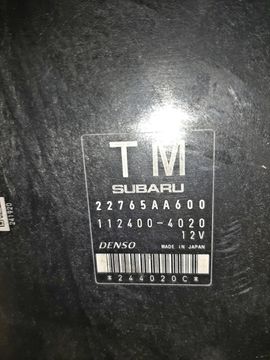 TM
SUBARU
22765AA600
112400-4020
12V
DENSO MADE IN JAPAN
*244020C*